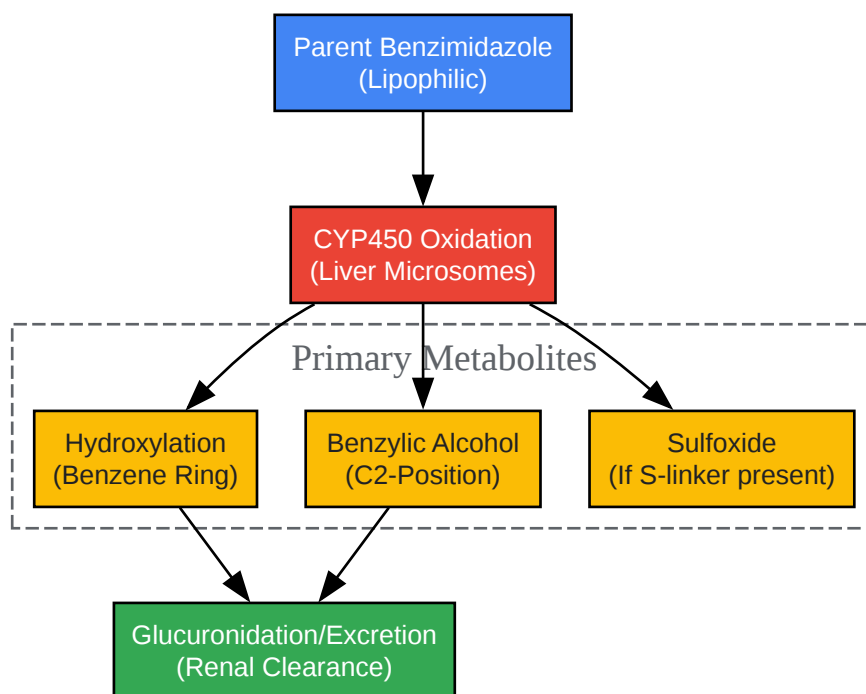 Parent Benzimidazole
(Lipophilic)
CYP450 Oxidation
(Liver Microsomes)
Primary Metabolites
Hydroxylation
(Benzene Ring)
Benzylic Alcohol
(C2-Position)
Sulfoxide
(If S-linker present)
Glucuronidation/Excretion
(Renal Clearance)